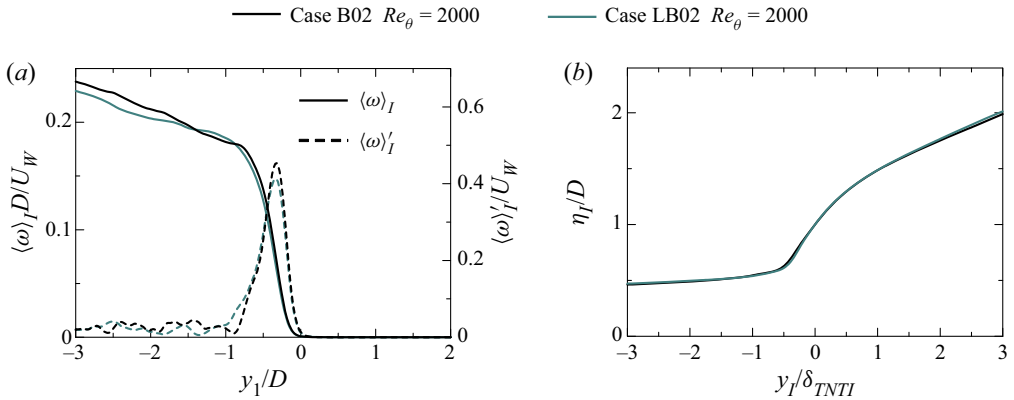 Case B02 Re_θ = 2000 Case LB02 Re_θ = 2000
(a)
(b)
⟨ω⟩_I
⟨ω⟩′_I
0.2
0.1
0
0.6
0.4
0.2
0
⟨ω⟩_I D/U_W
⟨ω⟩′_I/U_W
–3 –2 –1 0 1 2
y_1/D
2
1
0
η_I/D
–3 –2 –1 0 1 2 3
y_I/δ_TNTI